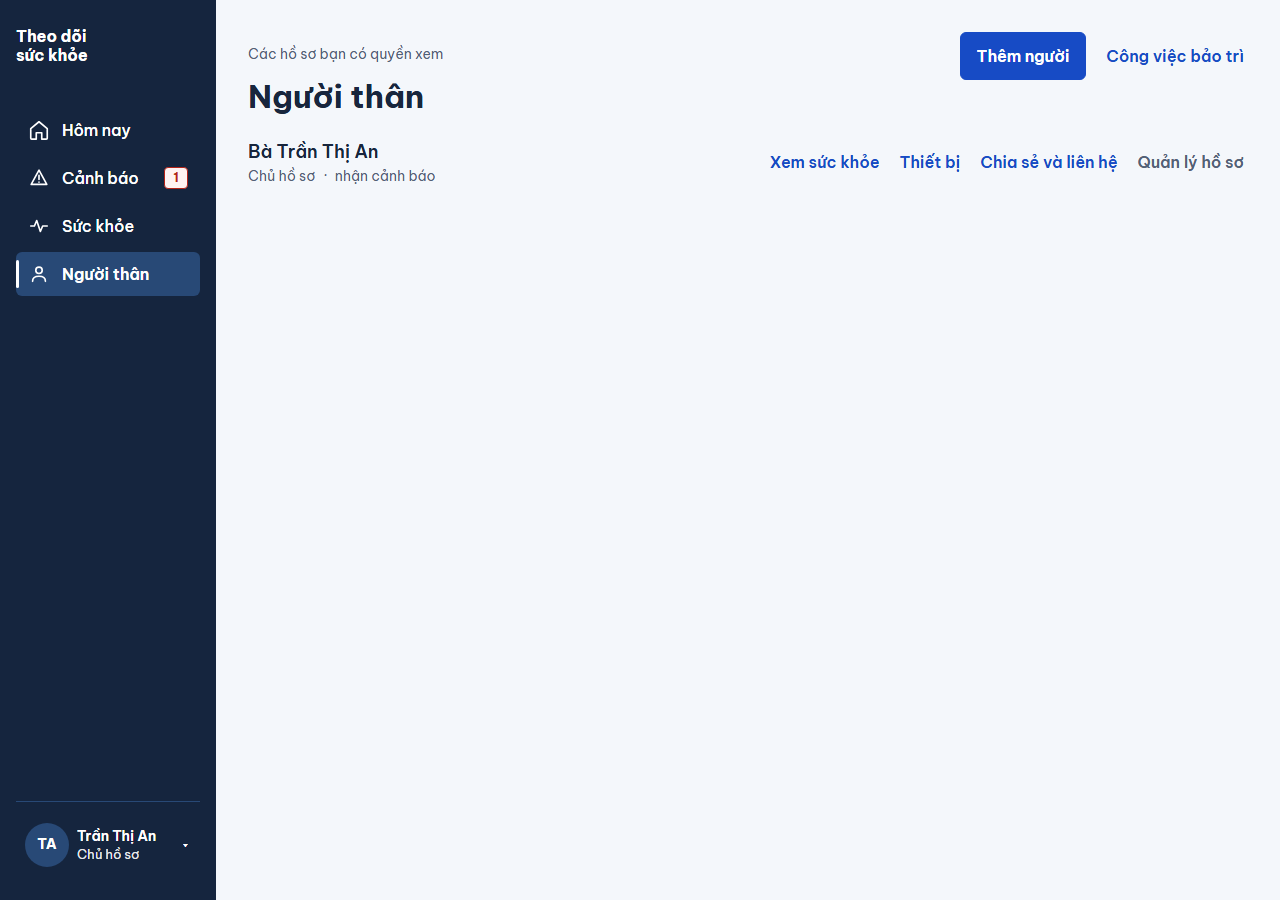 Theo dõi
sức khỏe
Hôm nay
Cảnh báo 1
Sức khỏe
Người thân
Trần Thị An
TA
Chủ hồ sơ
Các hồ sơ bạn có quyền xem
Người thân
Thêm người
Công việc bảo trì
Bà Trần Thị An
Chủ hồ sơ · nhận cảnh báo
Xem sức khỏe
Thiết bị
Chia sẻ và liên hệ
Quản lý hồ sơ